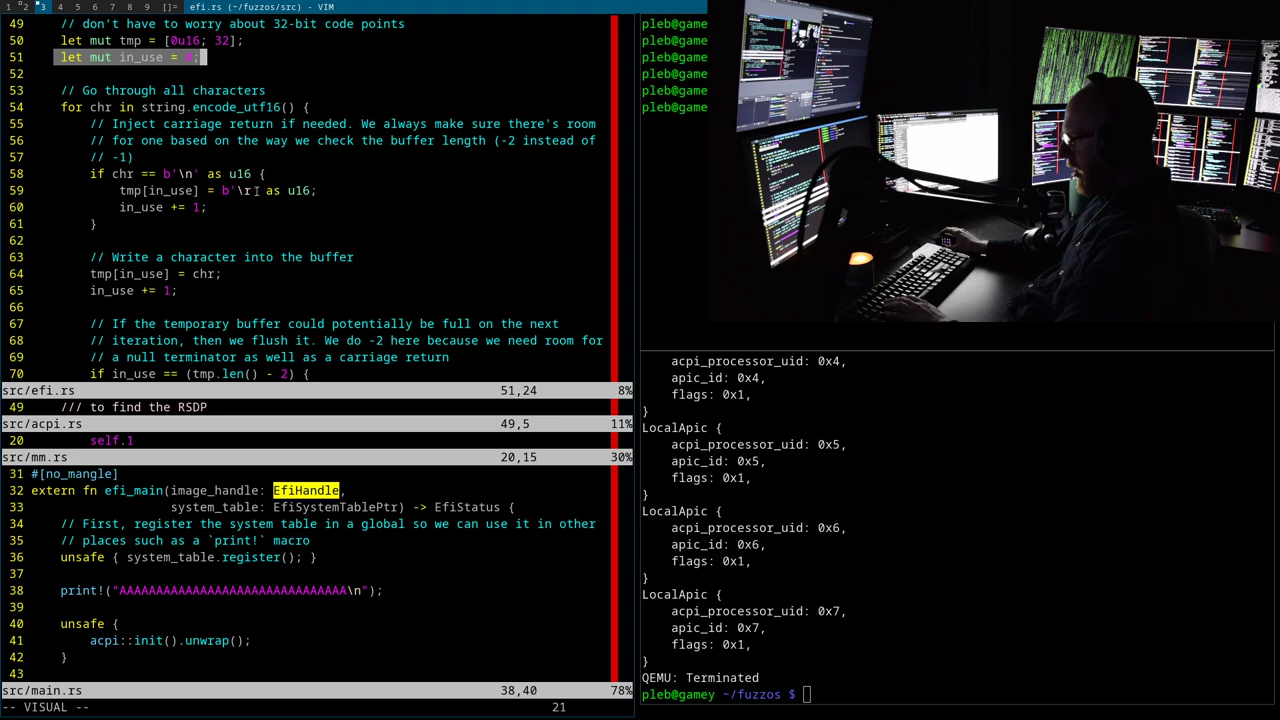 1 2 3 4 5 6 7 8 9 []= efi.rs (~/fuzzos/src) - VIM
49 // don't have to worry about 32-bit code points
50 let mut tmp = [0u16; 32];
51 let mut in_use = 0;
52
53 // Go through all characters
54 for chr in string.encode_utf16() {
55 // Inject carriage return if needed. We always make sure there's room
56 // for one based on the way we check the buffer length (-2 instead of
57 // -1)
58 if chr == b'\n' as u16 {
59 tmp[in_use] = b'\r' as u16;
60 in_use += 1;
61 }
62
63 // Write a character into the buffer
64 tmp[in_use] = chr;
65 in_use += 1;
66
67 // If the temporary buffer could potentially be full on the next
68 // iteration, then we flush it. We do -2 here because we need room for
69 // a null terminator as well as a carriage return
70 if in_use == (tmp.len() - 2) {
src/efi.rs 51,24 8%
49 /// to find the RSDP
src/acpi.rs 49,5 11%
20 self.1
src/mm.rs 20,15 30%
31 #[no_mangle]
32 extern fn efi_main(image_handle: EfiHandle,
33 system_table: EfiSystemTablePtr) -> EfiStatus {
34 // First, register the system table in a global so we can use it in other
35 // places such as a `print!` macro
36 unsafe { system_table.register(); }
37
38 print!("AAAAAAAAAAAAAAAAAAAAAAAAAAAAAAA\n");
39
40 unsafe {
41 acpi::init().unwrap();
42 }
43
src/main.rs 38,40 78%
-- VISUAL -- 21
pleb@game
pleb@game
pleb@game
pleb@game
pleb@game
pleb@game
acpi_processor_uid: 0x4,
apic_id: 0x4,
flags: 0x1,
}
LocalApic {
acpi_processor_uid: 0x5,
apic_id: 0x5,
flags: 0x1,
}
LocalApic {
acpi_processor_uid: 0x6,
apic_id: 0x6,
flags: 0x1,
}
LocalApic {
acpi_processor_uid: 0x7,
apic_id: 0x7,
flags: 0x1,
}
QEMU: Terminated
pleb@gamey ~/fuzzos $